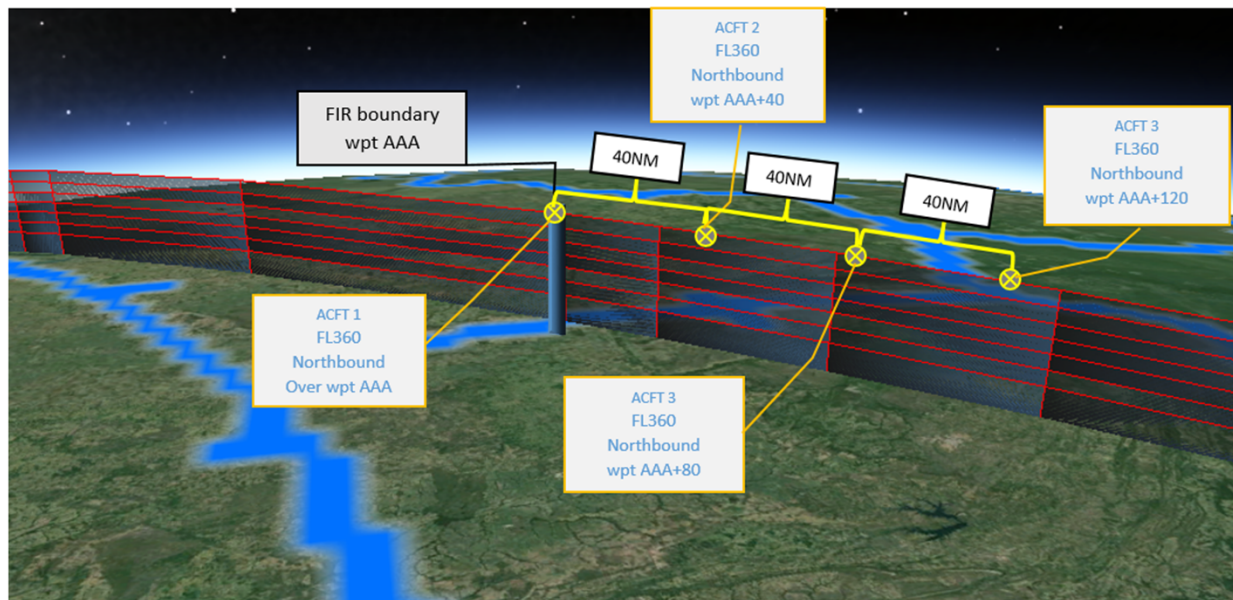 ACFT 2
FL360
Northbound
wpt AAA+40
FIR boundary
wpt AAA
40NM
40NM
40NM
ACFT 3
FL360
Northbound
wpt AAA+120
ACFT 1
FL360
Northbound
Over wpt AAA
ACFT 3
FL360
Northbound
wpt AAA+80